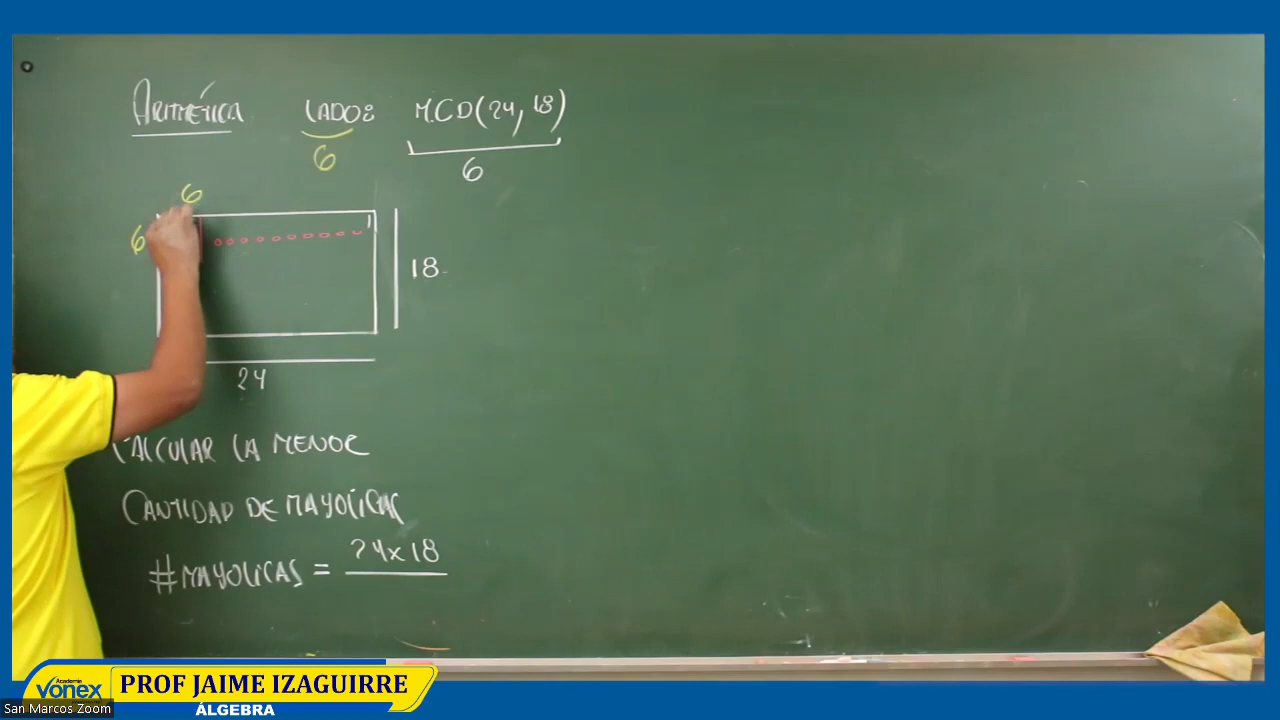 ARITMÉTICA LADO: M.C.D(24, 18)
6 6
6
6
18
24
CALCULAR LA MENOR
CANTIDAD DE MAYOLICAS
#MAYOLICAS = 24x18
Academia
vonex
PROF JAIME IZAGUIRRE
ÁLGEBRA
San Marcos Zoom